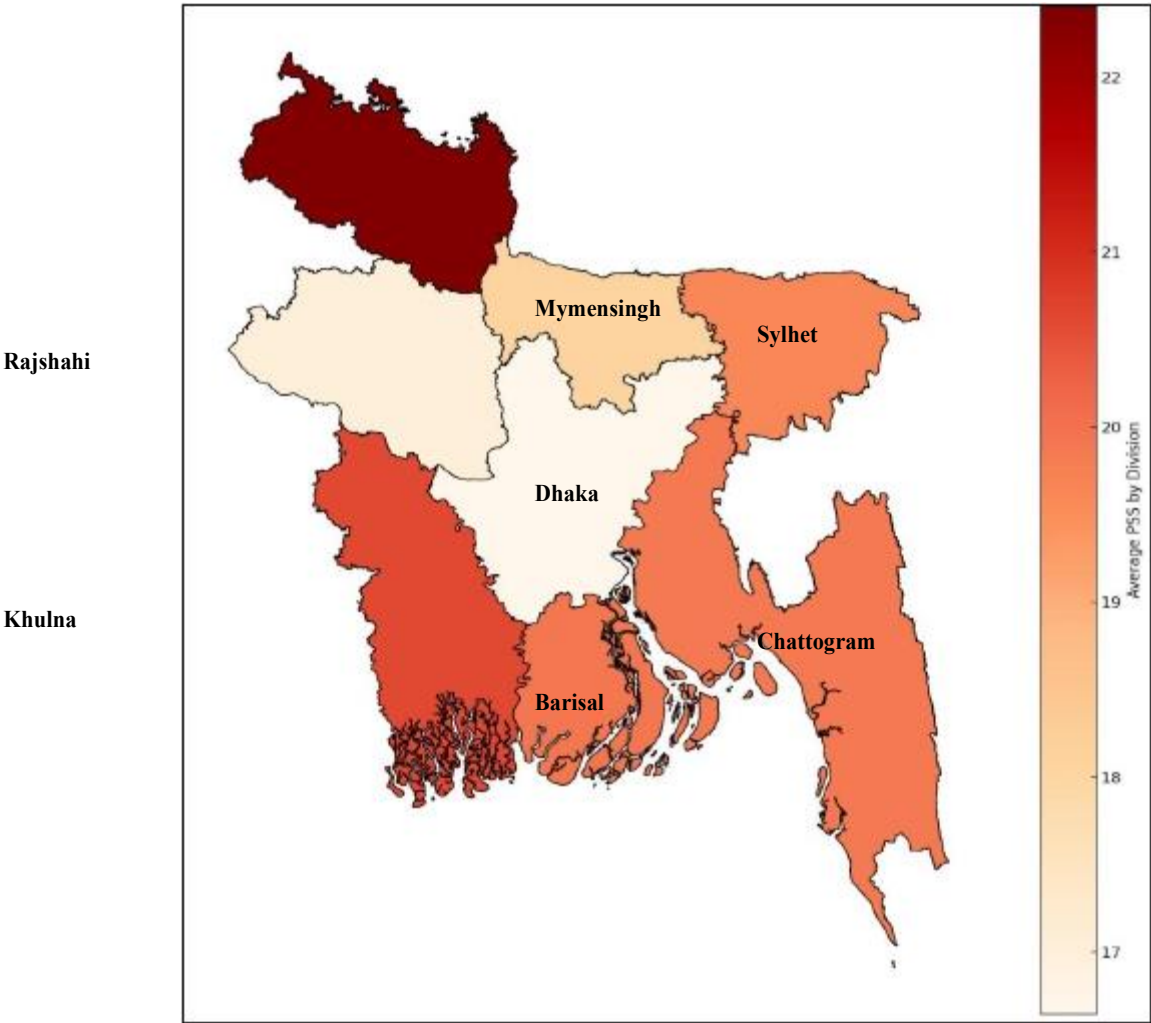 22
21
Mymensingh
Sylhet
Rajshahi
20
Dhaka
Average PSS by Division
19
Khulna
Chattogram
Barisal
18
17